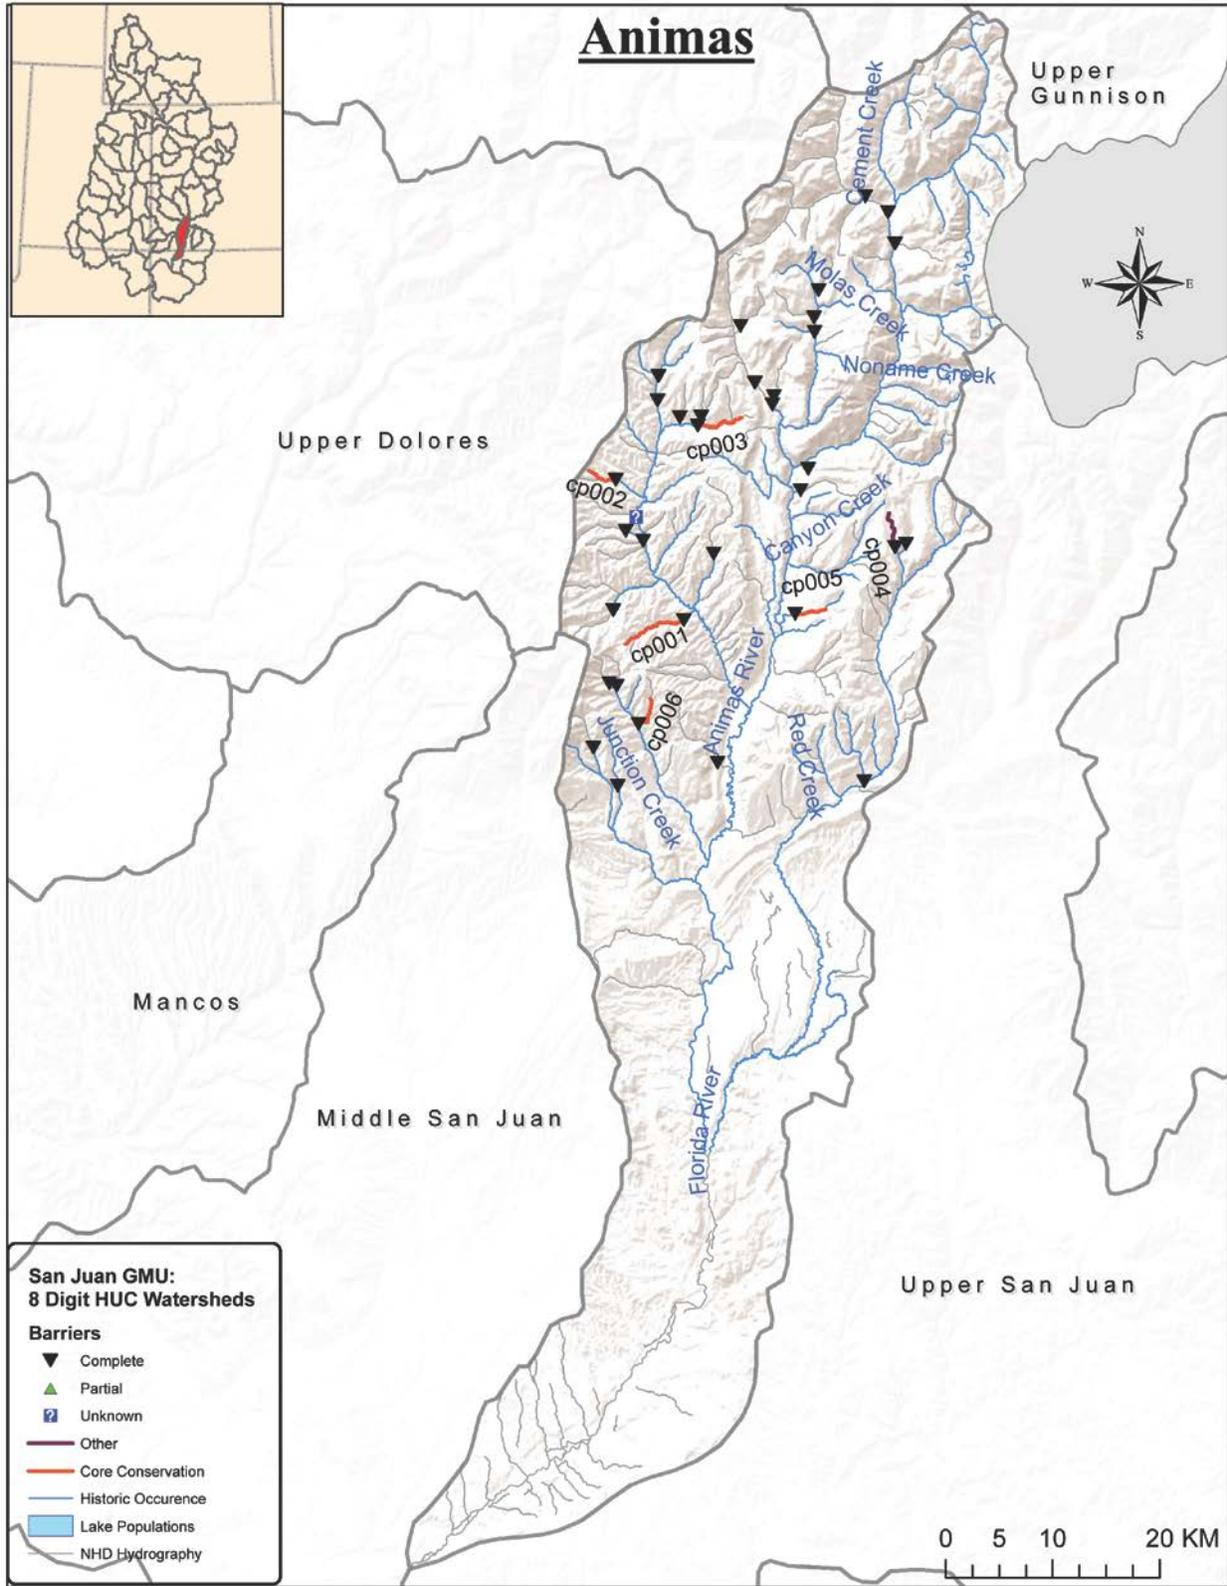 Animas
Upper
Gunnison
Cement Creek
N
W
E
S
Molas Creek
Noname Creek
Upper Dolores
cp003
cp002
?
Canyon Creek
cp004
cp005
cp001
cp006
Animas River
Junction Creek
Red Creek
Mancos
Middle San Juan
Florida River
Upper San Juan
San Juan GMU:
8 Digit HUC Watersheds
Barriers
Complete
Partial
? Unknown
Other
Core Conservation
Historic Occurence
Lake Populations
NHD Hydrography
0 5 10 20 KM